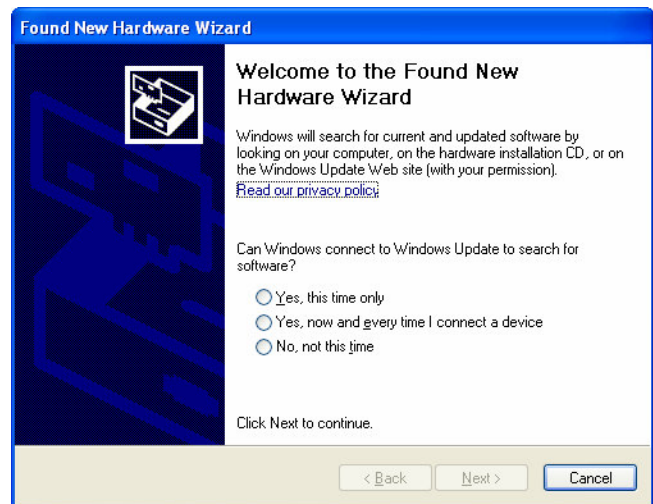 Found New Hardware Wizard
Welcome to the Found New
Hardware Wizard
Windows will search for current and updated software by
looking on your computer, on the hardware installation CD, or on
the Windows Update Web site (with your permission).
Read our privacy policy
Can Windows connect to Windows Update to search for
software?
Yes, this time only
Yes, now and every time I connect a device
No, not this time
Click Next to continue.
< Back Next > Cancel